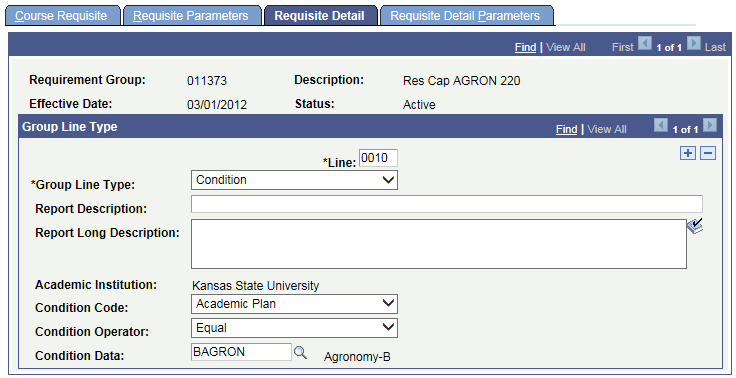 Course Requisite Requisite Parameters Requisite Detail Requisite Detail Parameters
Find | View All First 1 of 1 Last
Requirement Group: 011373 Description: Res Cap AGRON 220
Effective Date: 03/01/2012 Status: Active
Group Line Type Find | View All 1 of 1
*Line: 0010
*Group Line Type: Condition
Report Description:
Report Long Description:
Academic Institution: Kansas State University
Condition Code: Academic Plan
Condition Operator: Equal
Condition Data: BAGRON Agronomy-B